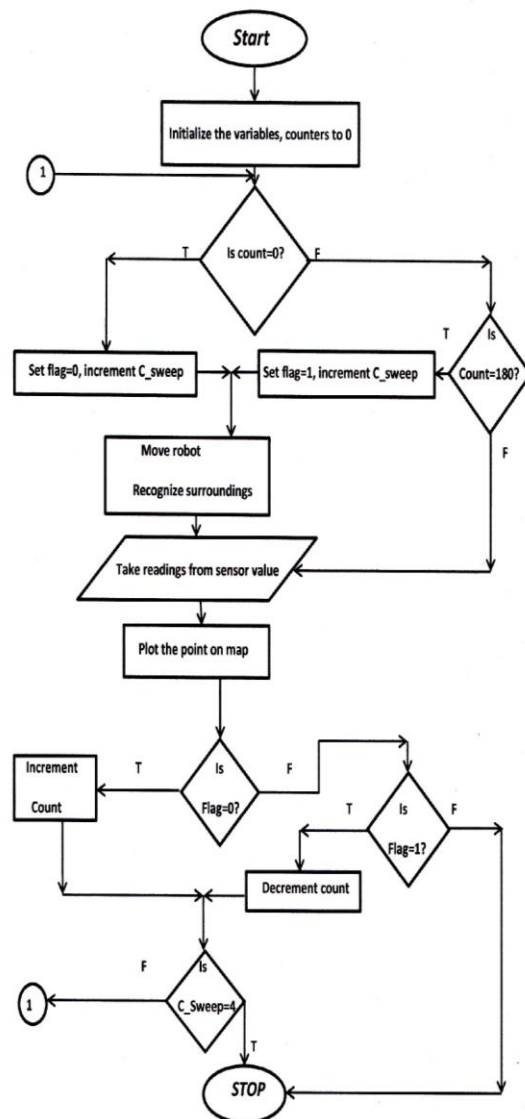 Start
Initialize the variables, counters to 0
1
Is count=0?
T
F
T
Is
Count=180?
F
Set flag=0, increment C_sweep
Set flag=1, increment C_sweep
Move robot
Recognize surroundings
Take readings from sensor value
Plot the point on map
Increment
Count
T
Is
Flag=0?
F
T
Is
Flag=1?
F
Decrement count
F
Is
C_Sweep=4
T
1
STOP